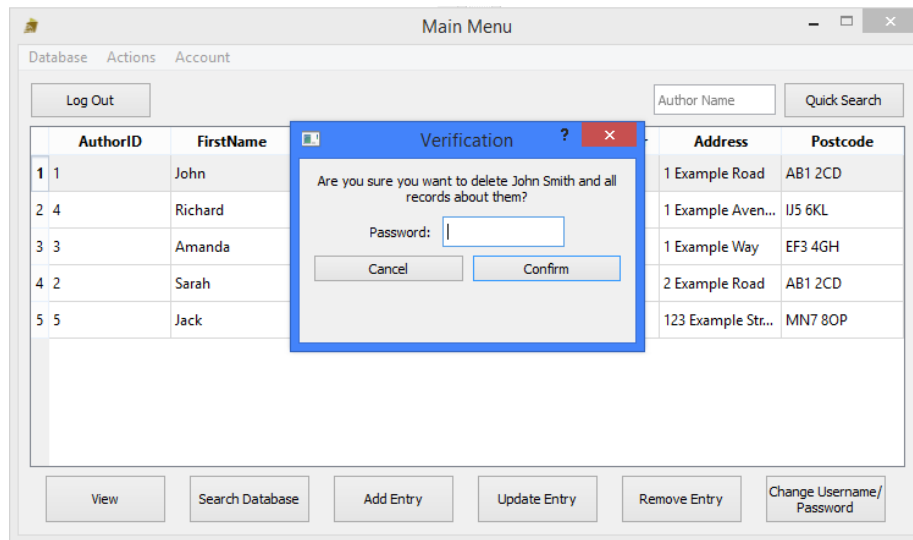 Main Menu
Database Actions Account
Log Out Author Name Quick Search
AuthorID FirstName Address Postcode
Verification ?
Are you sure you want to delete John Smith and all
records about them?
Password:
Cancel Confirm
1 1 John 1 Example Road AB1 2CD
2 4 Richard 1 Example Aven... IJ5 6KL
3 3 Amanda 1 Example Way EF3 4GH
4 2 Sarah 2 Example Road AB1 2CD
5 5 Jack 123 Example Str... MN7 8OP
View Search Database Add Entry Update Entry Remove Entry Change Username/
Password